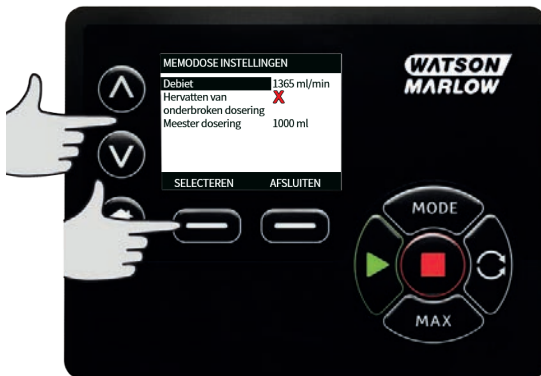 MEMODOSE INSTELLINGEN
Debiet 1365 ml/min
Hervatten van X
onderbroken dosering
Meester dosering 1000 ml
SELECTEREN AFSLUITEN
WATSON
MARLOW
MODE
MAX